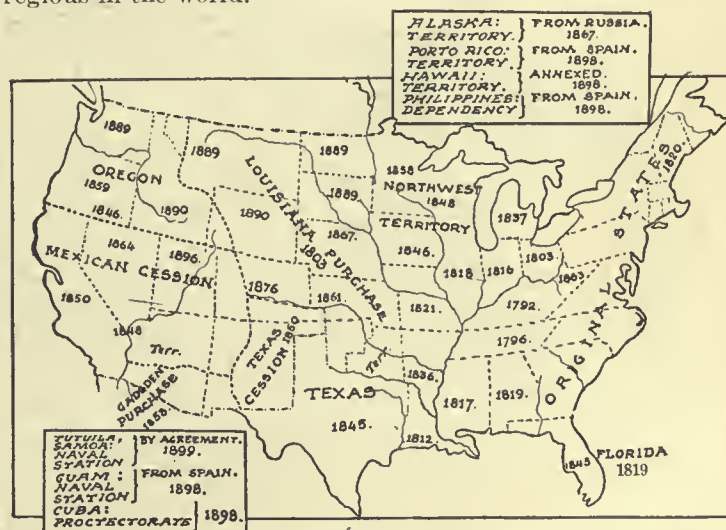 regions in the world.
ALASKA: TERRITORY. } FROM RUSSIA. 1867.
PORTO RICO: TERRITORY. } FROM SPAIN. 1898.
HAWAII: TERRITORY. } ANNEXED. 1898.
PHILIPPINES: DEPENDENCY } FROM SPAIN. 1898.
1889
1889
1889
1858
STATES
1820.
OREGON
1859
LOUISIANA PURCHASE
1803
1889
NORTHWEST
1848
TERRITORY
1837
1846.
1890
1890
1867.
1846.
1864
1896.
1818
1816
1803.
1863
MEXICAN CESSION
1850
1876
1861.
1821.
1792.
ORIGINAL
1848
Terr.
TEXAS
CESSION
Terr.
1796.
1836.
GADSDEN
PURCHASE
TEXAS
1845.
1817.
1819.
1812.
1845
FLORIDA
1819
TUTUILA, SAMOA: NAVAL STATION } BY AGREEMENT. 1899.
GUAM: NAVAL STATION } FROM SPAIN. 1898.
CUBA: PROCTECTORATE } 1898.